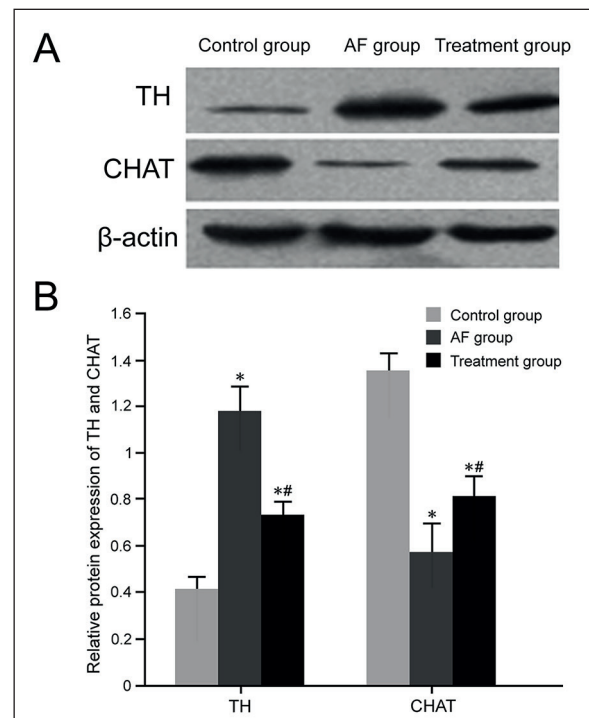 A
Control group AF group Treatment group
TH
CHAT
β-actin
B
Relative protein expression of TH and CHAT
1.6
1.4
1.2
1
0.8
0.6
0.4
0.2
0
Control group
AF group
Treatment group
*
*#
*
*#
TH CHAT